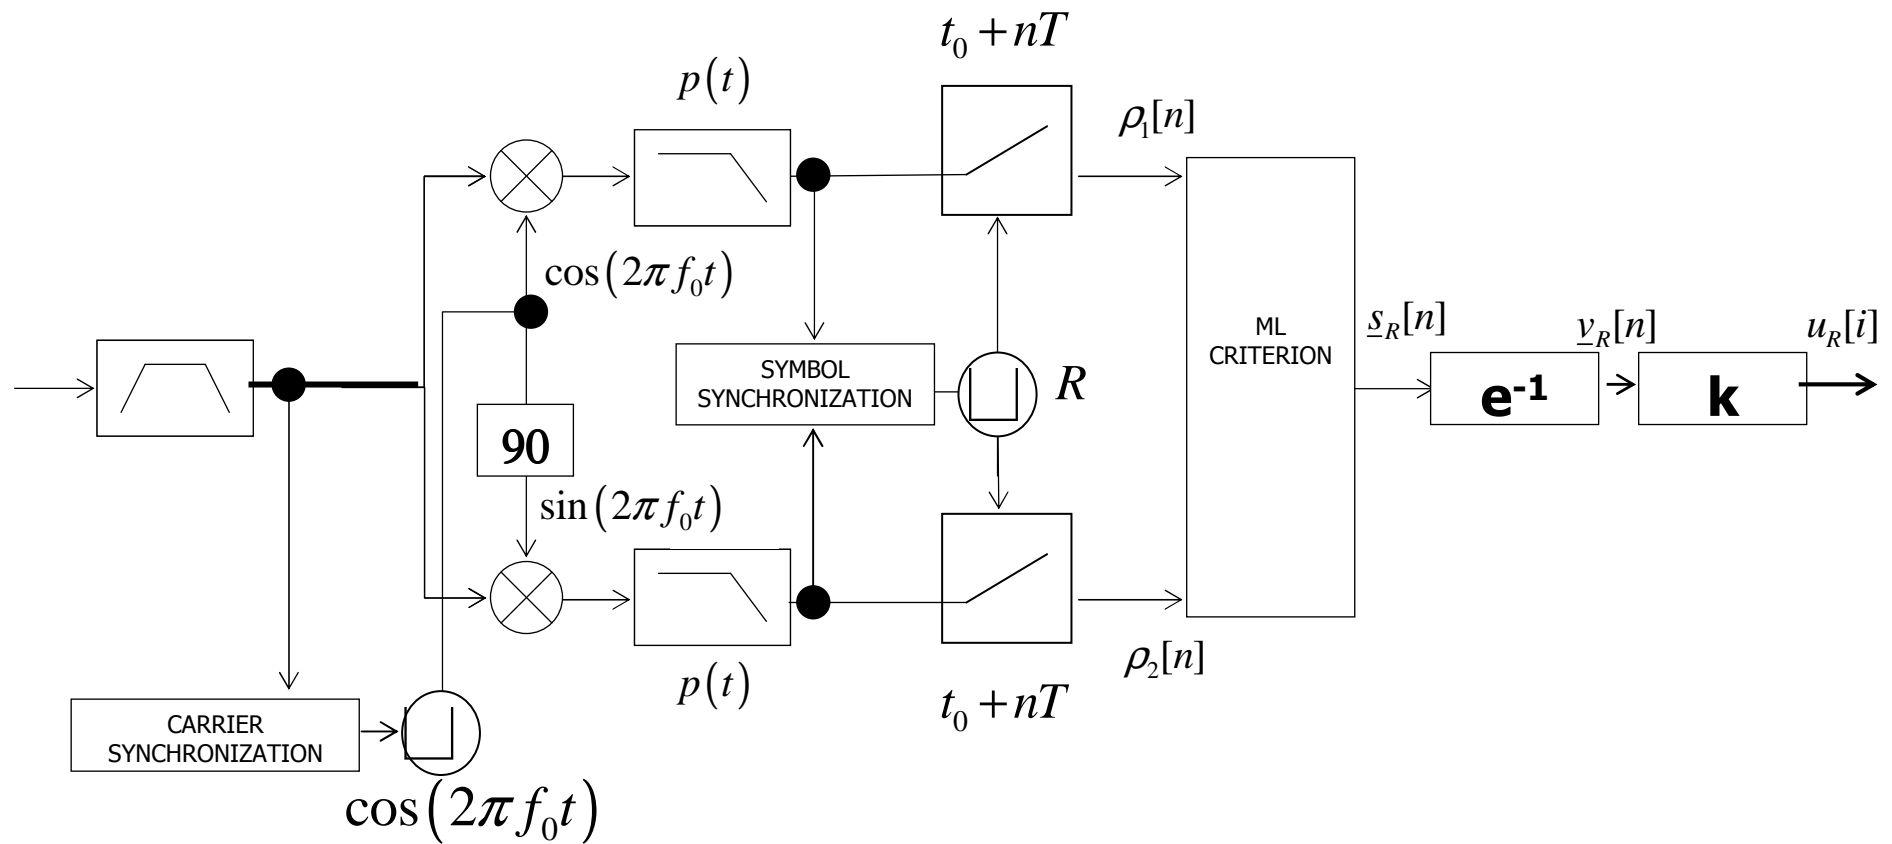 t₀ + nT
p(t)
ρ₁[n]
cos(2πf₀t)
ML
CRITERION
s_R[n]
v_R[n]
u_R[i]
SYMBOL
SYNCHRONIZATION
R
e⁻¹
k
90
sin(2πf₀t)
p(t)
ρ₂[n]
t₀ + nT
CARRIER
SYNCHRONIZATION
cos(2πf₀t)